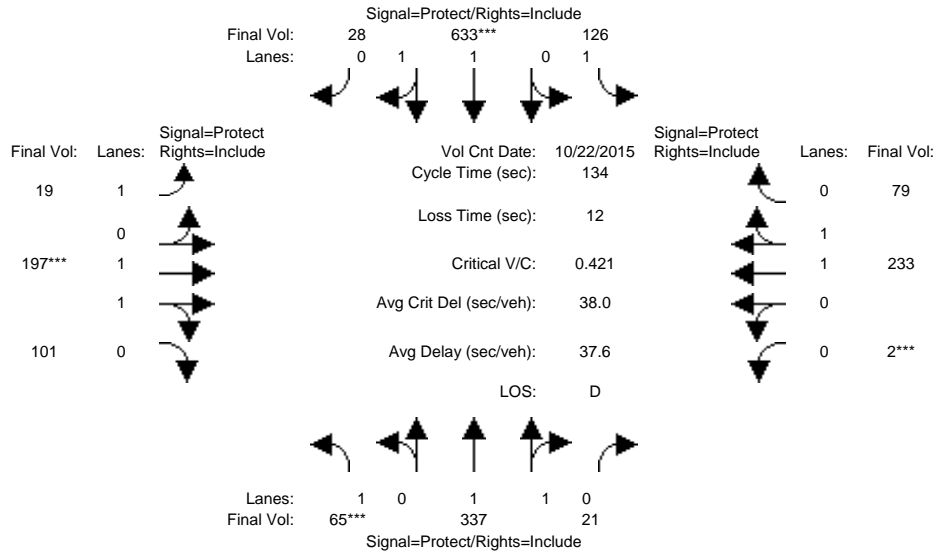 Signal=Protect/Rights=Include
Final Vol: 28 633*** 126
Lanes: 0 1 1 0 1
Signal=Protect Signal=Protect
Final Vol: Lanes: Rights=Include Vol Cnt Date: 10/22/2015 Rights=Include Lanes: Final Vol:
Cycle Time (sec): 134
19 1 0 79
Loss Time (sec): 12
0 1
197*** 1 Critical V/C: 0.421 1 233
1 Avg Crit Del (sec/veh): 38.0 0
101 0 Avg Delay (sec/veh): 37.6 0 2***
LOS: D
Lanes: 1 0 1 1 0
Final Vol: 65*** 337 21
Signal=Protect/Rights=Include